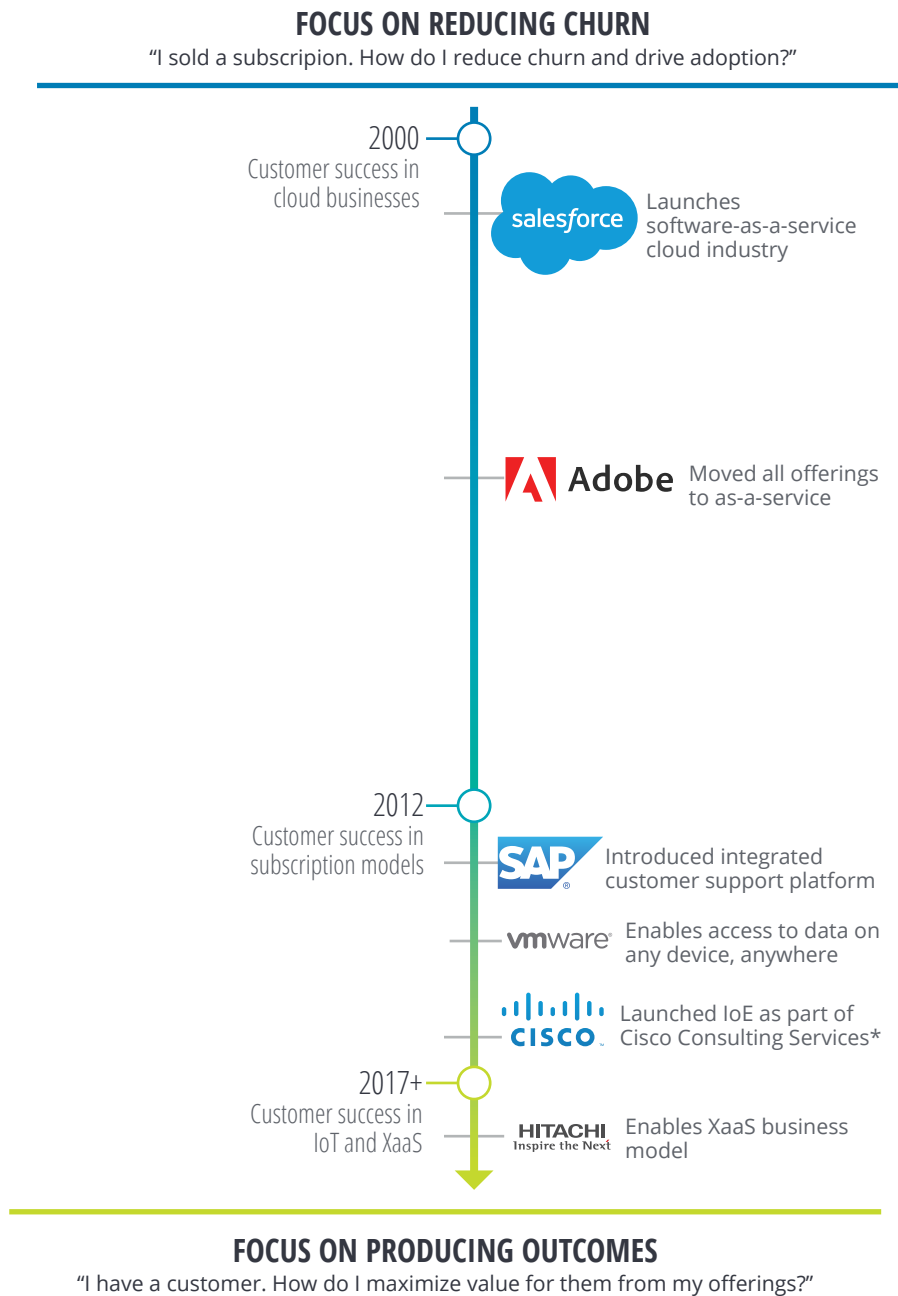 FOCUS ON REDUCING CHURN
“I sold a subscripion. How do I reduce churn and drive adoption?”
2000
Customer success in
cloud businesses
salesforce
Launches
software-as-a-service
cloud industry
Adobe
Moved all offerings
to as-a-service
2012
Customer success in
subscription models
SAP®
Introduced integrated
customer support platform
vmware®
Enables access to data on
any device, anywhere
CISCO™
Launched IoE as part of
Cisco Consulting Services*
2017+
Customer success in
IoT and XaaS
HITACHI
Inspire the Next
Enables XaaS business
model
FOCUS ON PRODUCING OUTCOMES
“I have a customer. How do I maximize value for them from my offerings?”